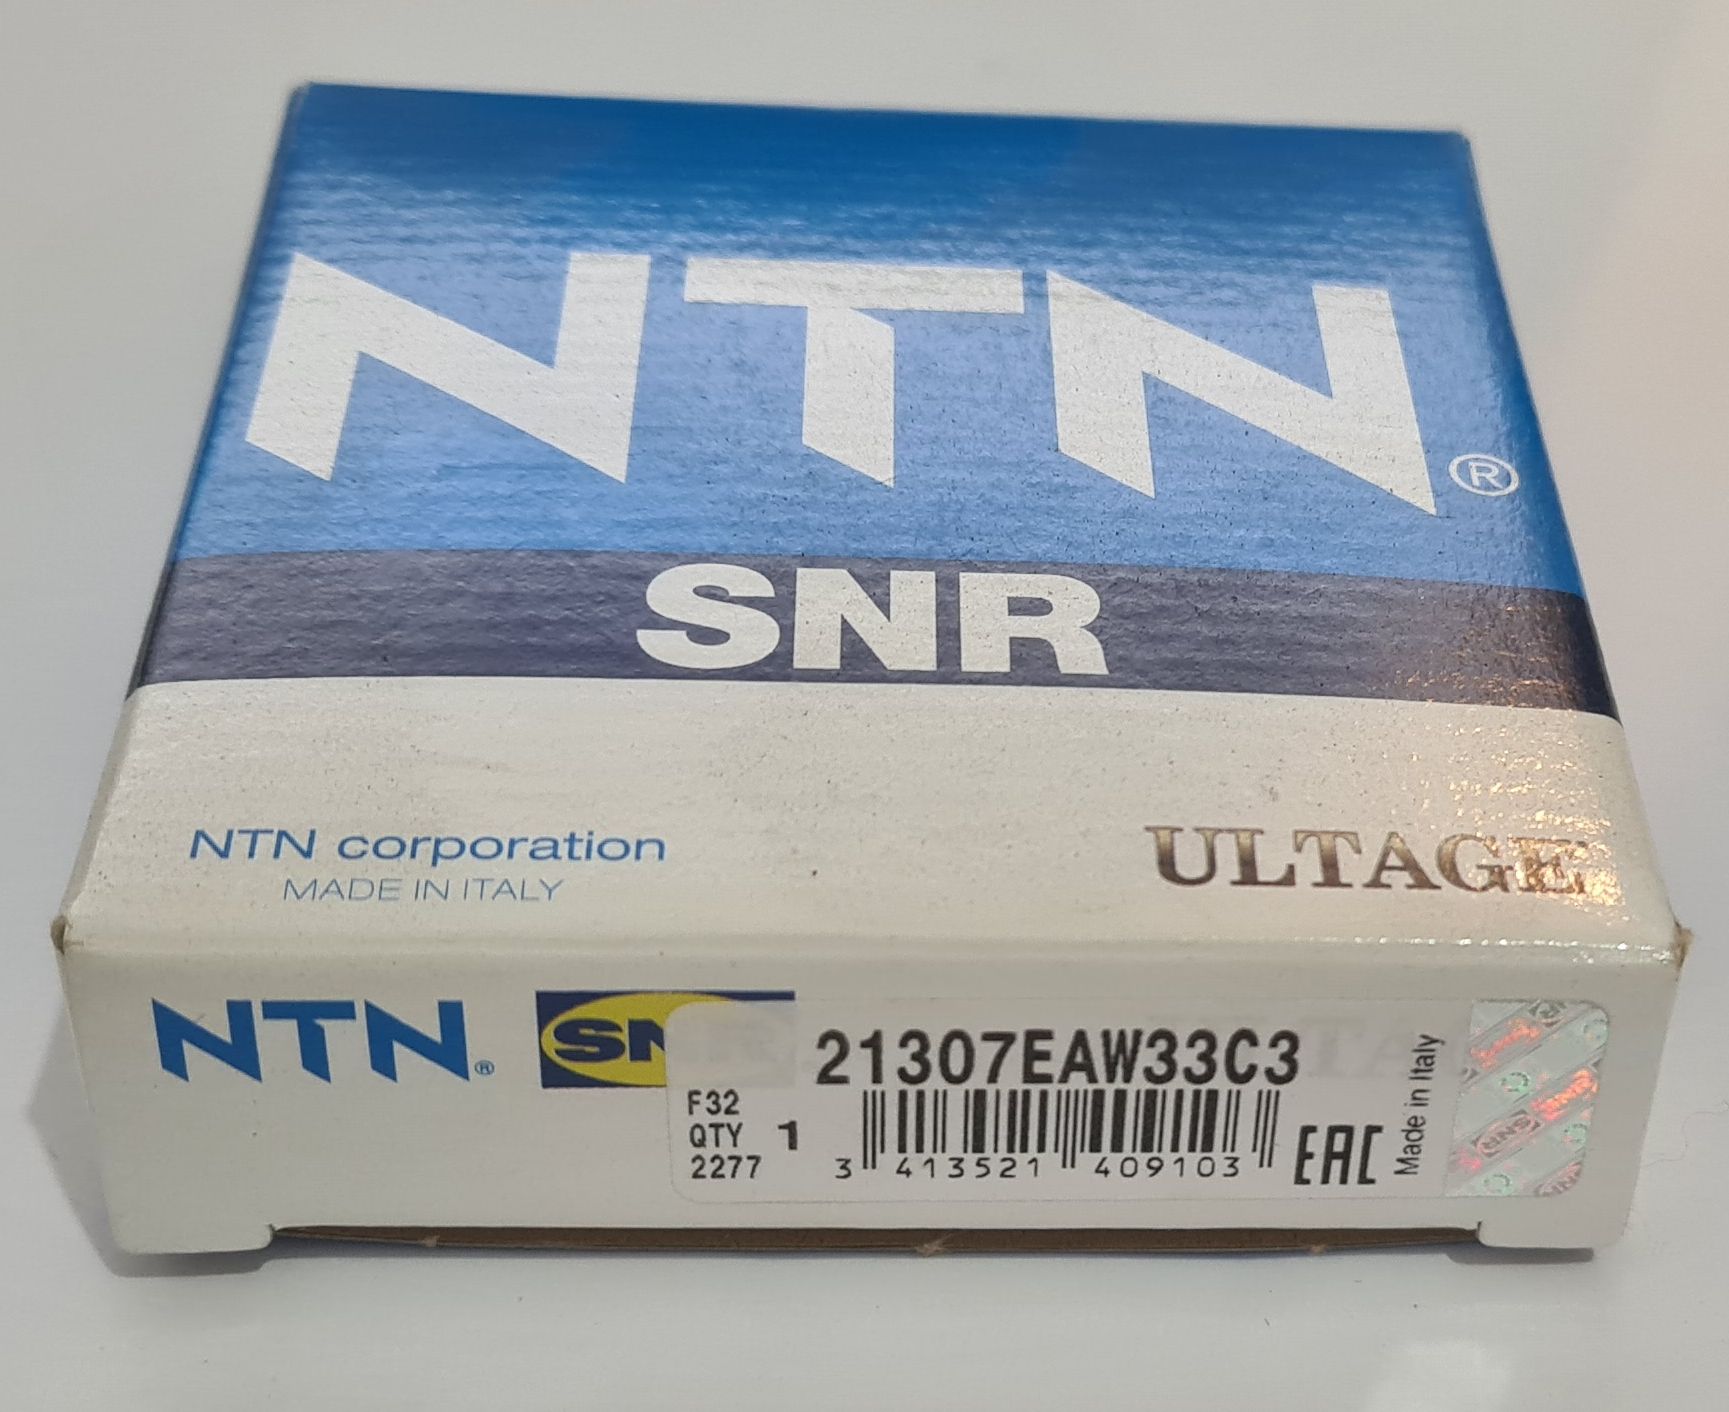 NTN®
SNR
NTN corporation
MADE IN ITALY
ULTAGE
NTN®
21307EAW33C3
F32
QTY 1
2277
3 413521 409103
EAC
Made in Italy
SNR